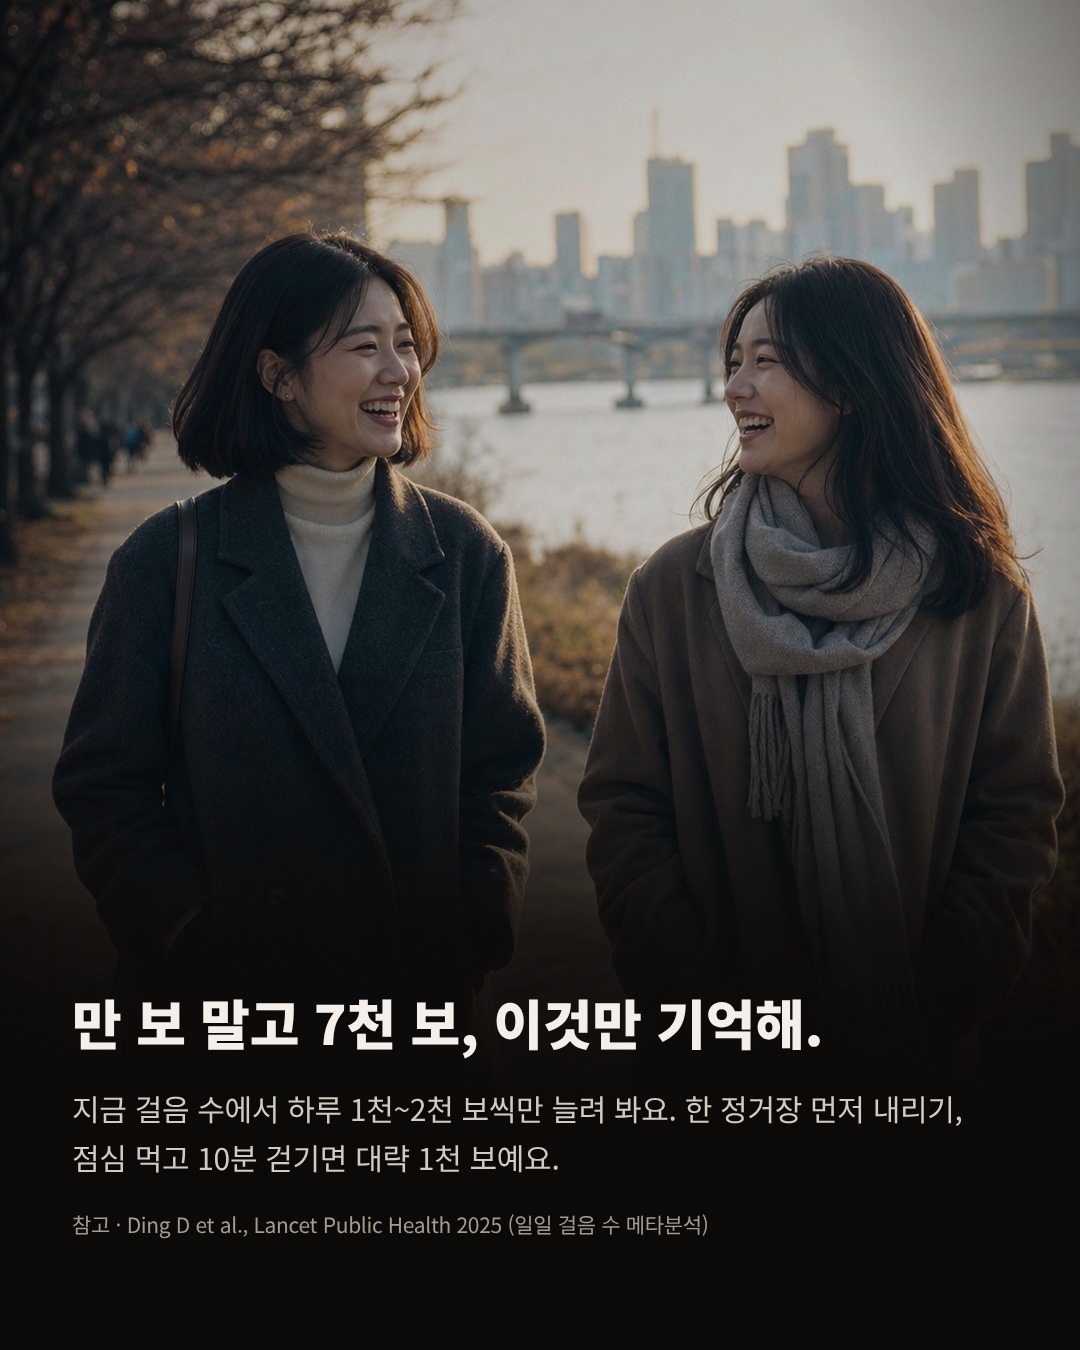 만 보 말고 7천 보, 이것만 기억해.
지금 걸음 수에서 하루 1천~2천 보씩만 늘려 봐요. 한 정거장 먼저 내리기,
점심 먹고 10분 걷기면 대략 1천 보예요.
참고 · Ding D et al., Lancet Public Health 2025 (일일 걸음 수 메타분석)